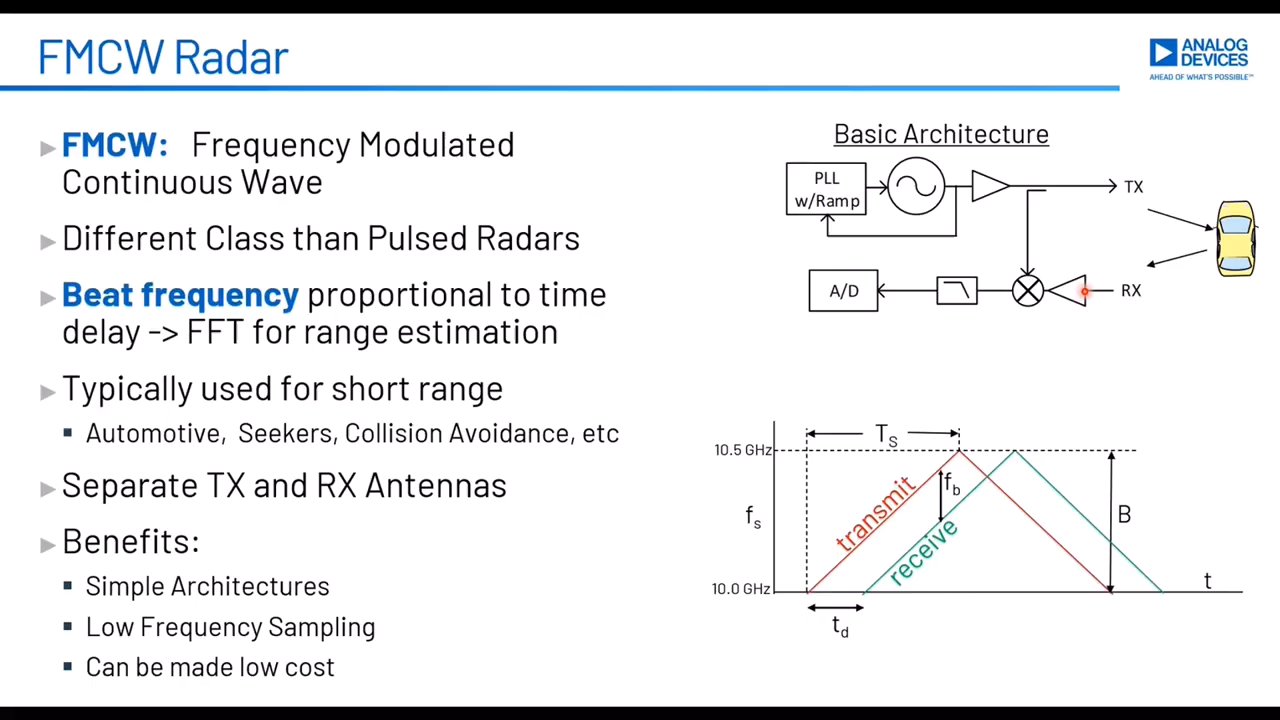 FMCW Radar
ANALOG
DEVICES
AHEAD OF WHAT'S POSSIBLE™
FMCW: Frequency Modulated
Continuous Wave
Different Class than Pulsed Radars
Beat frequency proportional to time
delay -> FFT for range estimation
Typically used for short range
Automotive, Seekers, Collision Avoidance, etc
Separate TX and RX Antennas
Benefits:
Simple Architectures
Low Frequency Sampling
Can be made low cost
Basic Architecture
PLL
w/Ramp
TX
A/D
RX
10.5 GHz
Ts
transmit
fb
fs
receive
B
10.0 GHz
t
td